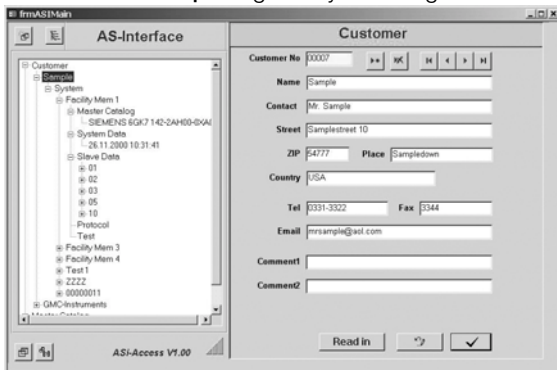 frmAS1Main
AS-Interface
Customer
Sample
System
Facility Mem 1
Master Catalog
SIEMENS 6GK7 142-2AH00-0XA(
System Data
26.11.2000 10:31:41
Slave Data
01
02
03
05
10
Protocol
Test
Facility Mem 3
Facility Mem 4
Test1
ZZZZ
00000011
GMC-Instruments
ASi-Access V1.00
Customer
Customer No 00007
Name Sample
Contact Mr. Sample
Street Samplestreet 10
ZIP 54777 Place Sampledown
Country USA
Tel 0331-3322 Fax 3344
Email mrsample@aol.com
Comment1
Comment2
Read in